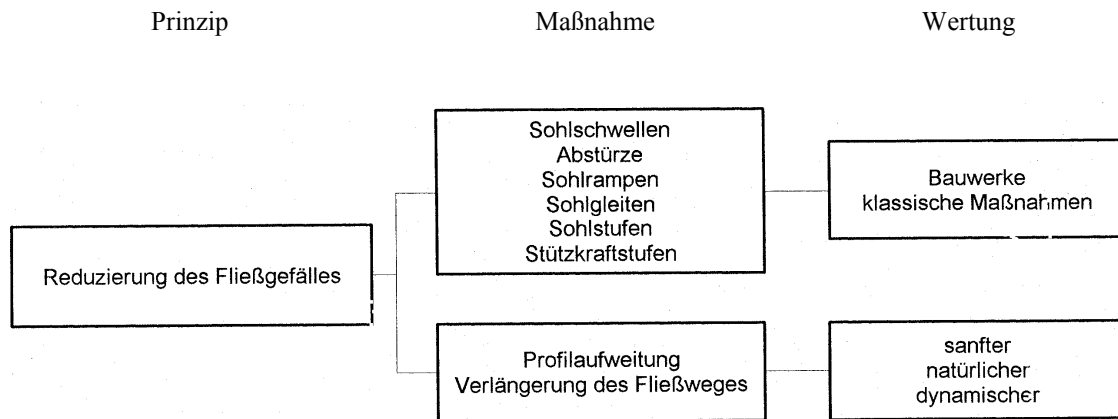 Prinzip Maßnahme Wertung
Sohlschwellen
Abstürze
Sohlrampen
Sohlgleiten
Sohlstufen
Stützkraftstufen
Bauwerke
klassische Maßnahmen
Reduzierung des Fließgefälles
Profilaufweitung
Verlängerung des Fließweges
sanfter
natürlicher
dynamischer